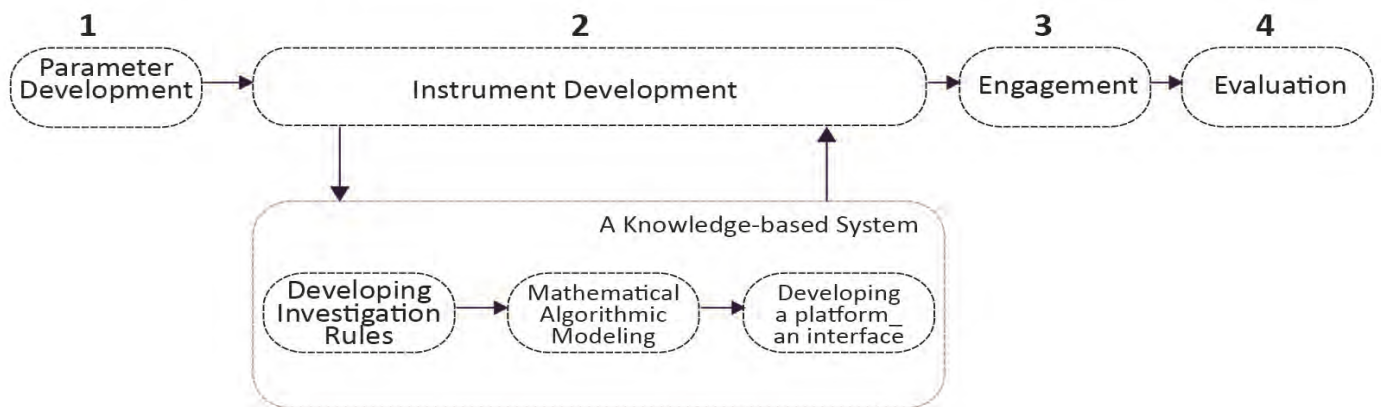 1
2
3
4
Parameter
Development
Instrument Development
Engagement
Evaluation
A Knowledge-based System
Developing
Investigation
Rules
Mathematical
Algorithmic
Modeling
Developing
a platform_
an interface